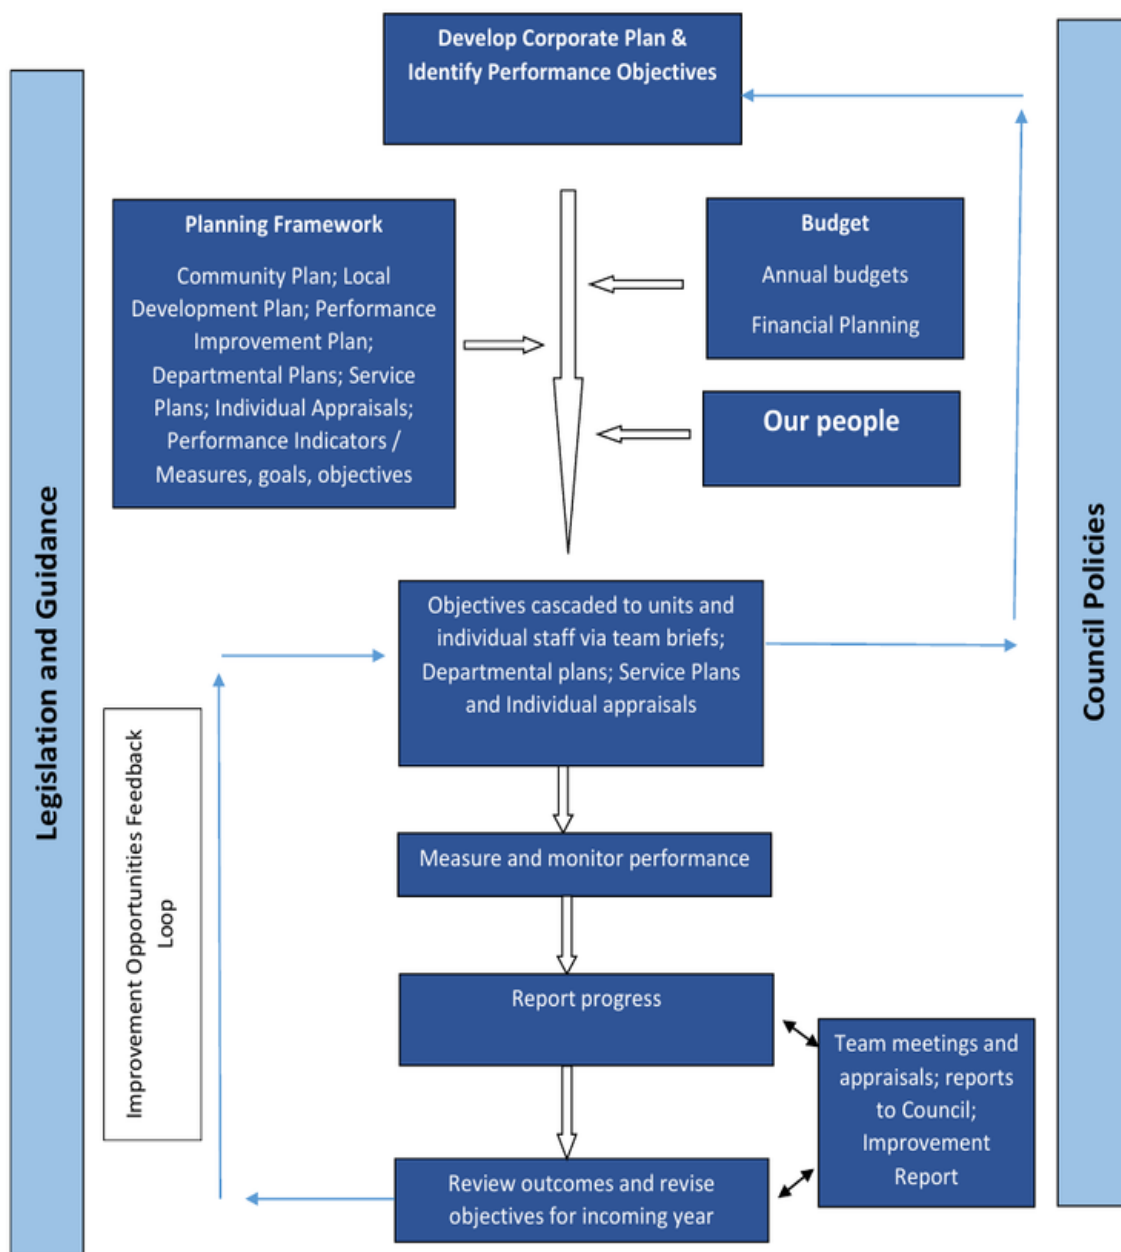 Develop Corporate Plan &
Identify Performance Objectives
Planning Framework
Community Plan; Local
Development Plan; Performance
Improvement Plan;
Departmental Plans; Service
Plans; Individual Appraisals;
Performance Indicators /
Measures, goals, objectives
Budget
Annual budgets
Financial Planning
Our people
Legislation and Guidance
Council Policies
Objectives cascaded to units and
individual staff via team briefs;
Departmental plans; Service Plans
and Individual appraisals
Improvement Opportunities Feedback
Loop
Measure and monitor performance
Report progress
Team meetings and
appraisals; reports
to Council;
Improvement
Report
Review outcomes and revise
objectives for incoming year